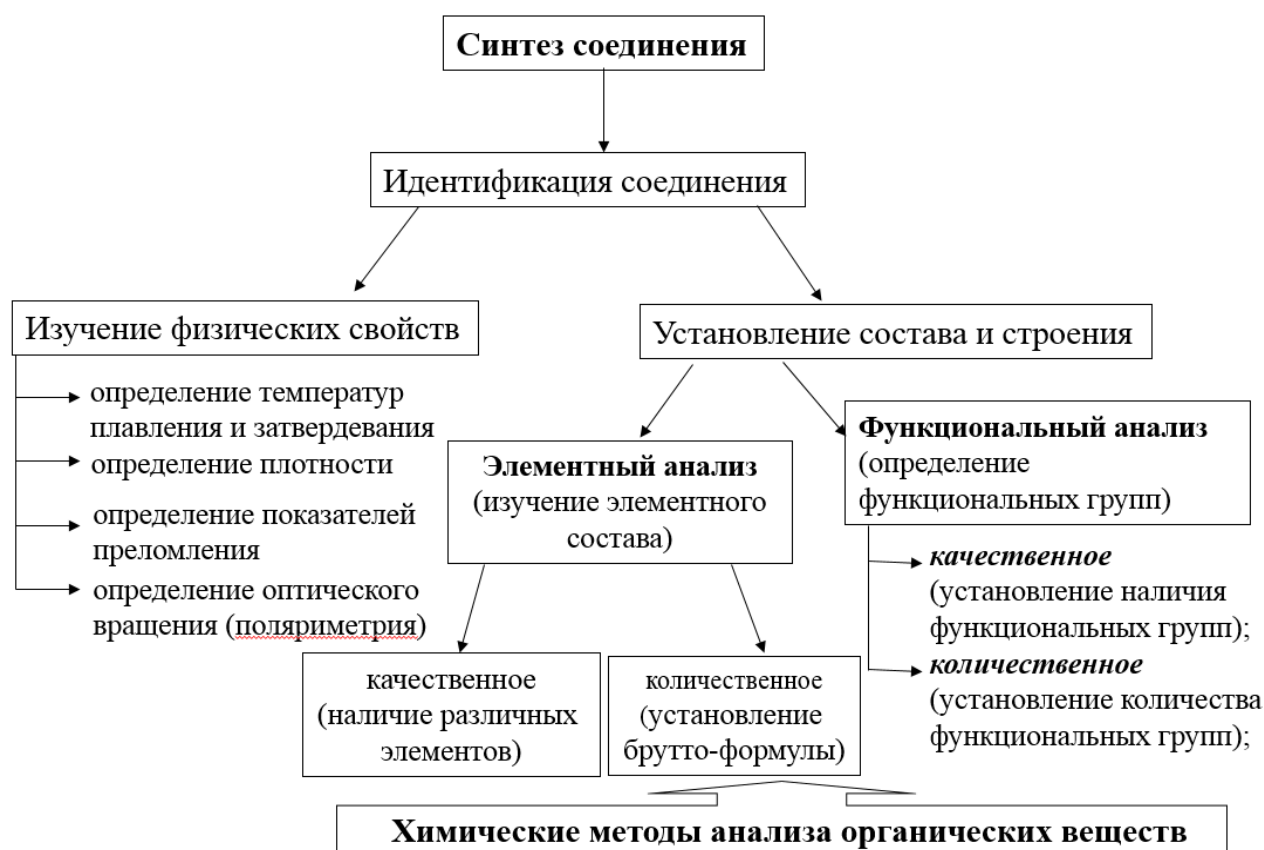 Синтез соединения
Идентификация соединения
Изучение физических свойств
определение температур
плавления и затвердевания
определение плотности
определение показателей
преломления
определение оптического
вращения (поляриметрия)
Установление состава и строения
Элементный анализ
(изучение элементного
состава)
качественное
(наличие различных
элементов)
количественное
(установление
брутто-формулы)
Функциональный анализ
(определение
функциональных групп)
качественное
(установление наличия
функциональных групп);
количественное
(установление количества
функциональных групп);
Химические методы анализа органических веществ